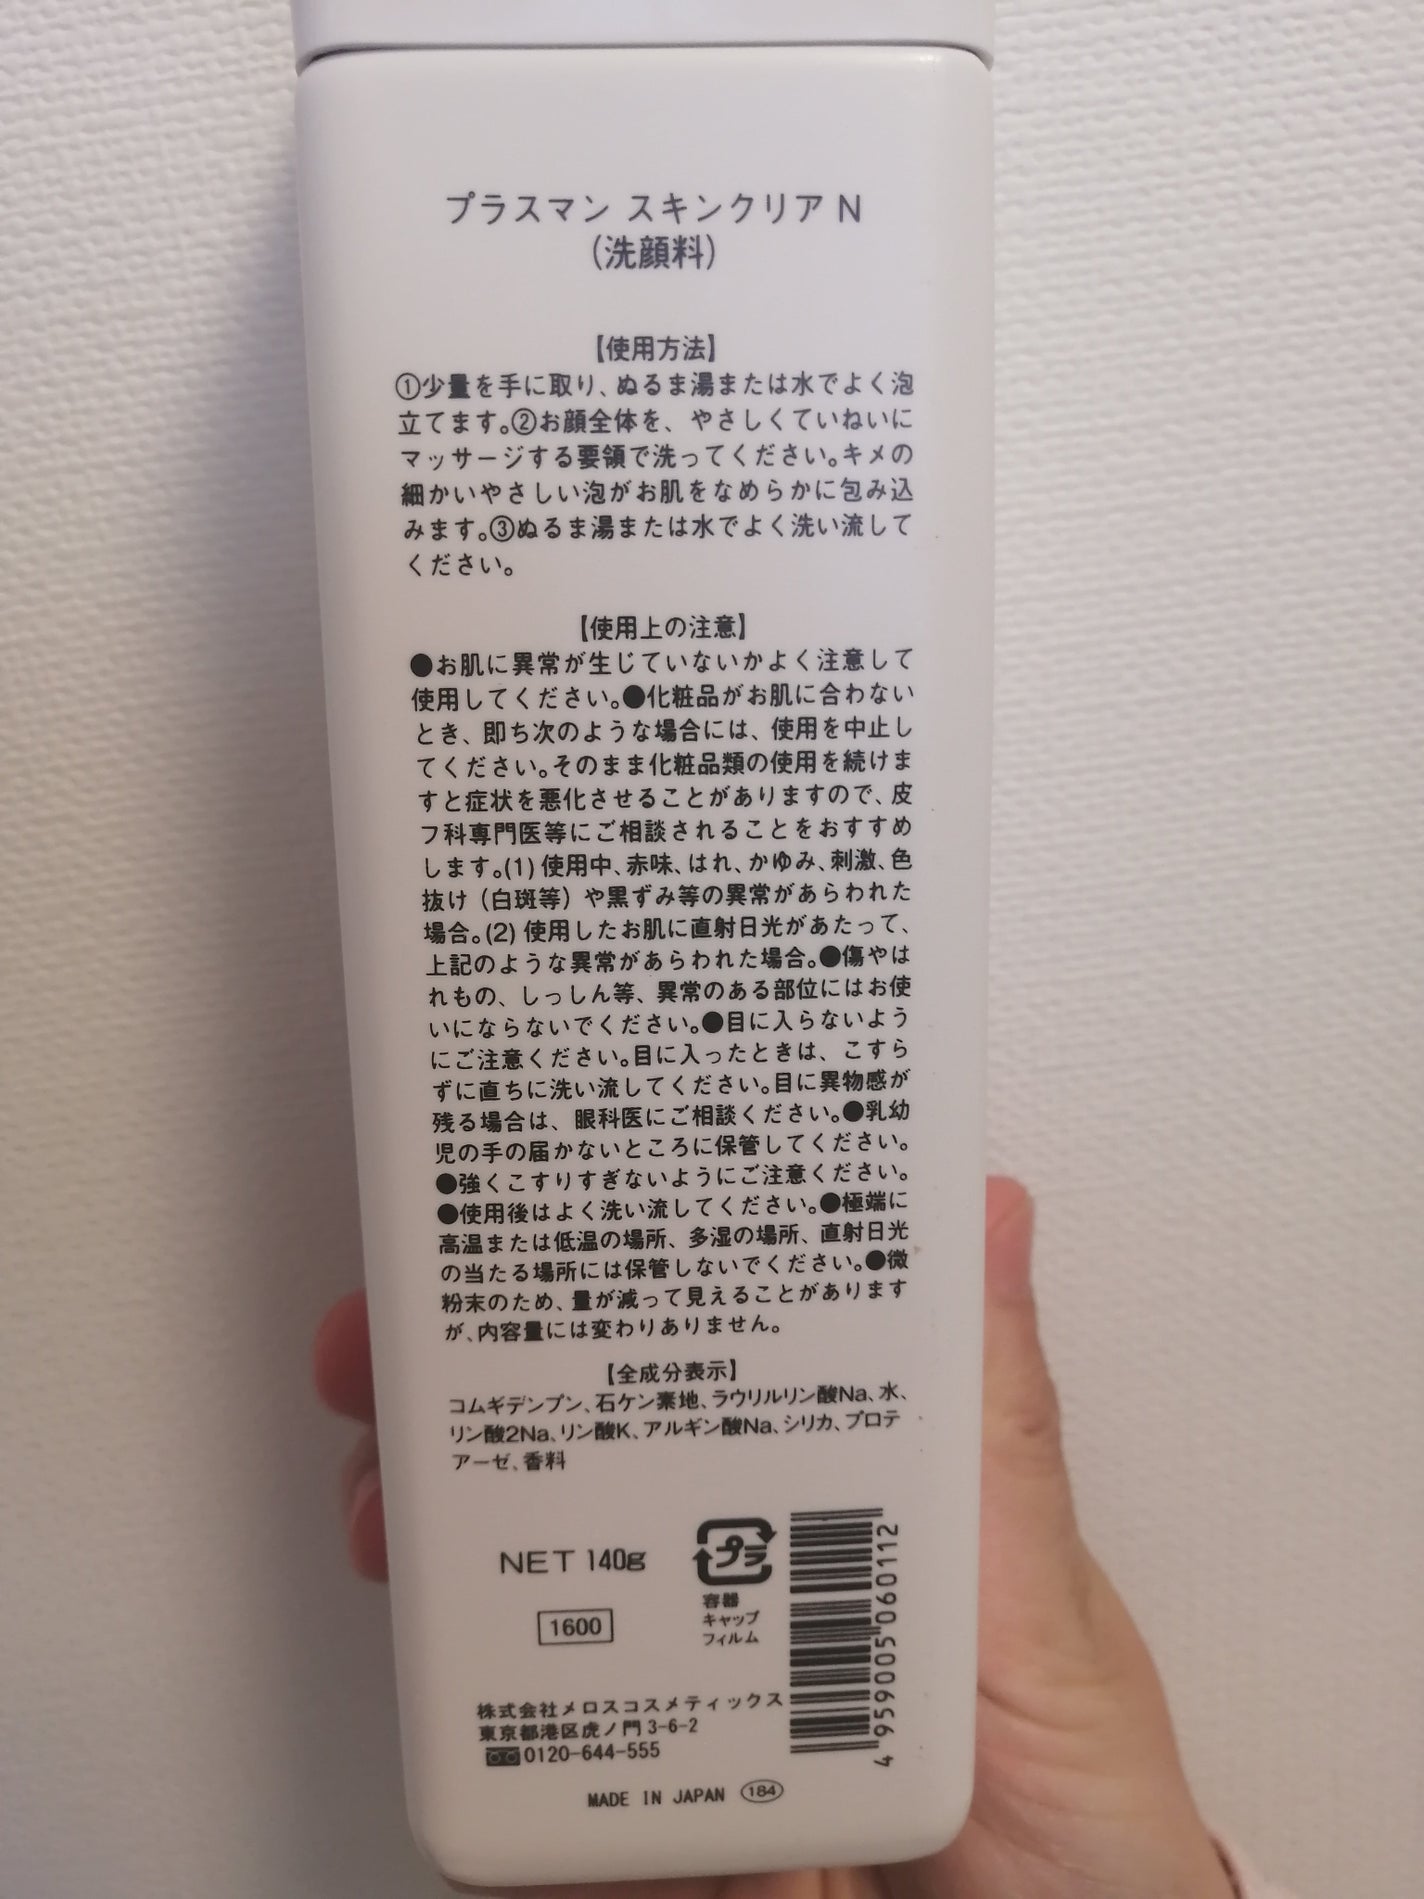 プラスマン スキンクリア N
(洗顔料)
【使用方法】
①少量を手に取り、ぬるま湯または水でよく泡
立てます。②お顔全体を、やさしくていねいに
マッサージする要領で洗ってください。キメの
細かいやさしい泡がお肌をなめらかに包み込
みます。③ぬるま湯または水でよく洗い流して
ください。
【使用上の注意】
●お肌に異常が生じていないかよく注意して
使用してください。●化粧品がお肌に合わない
とき、即ち次のような場合には、使用を中止し
てください。そのまま化粧品類の使用を続けま
すと症状を悪化させることがありますので、皮
フ科専門医等にご相談されることをおすすめ
します。(1) 使用中、赤味、はれ、かゆみ、刺激、色
抜け（白斑等）や黒ずみ等の異常があらわれた
場合。(2) 使用したお肌に直射日光があたって、
上記のような異常があらわれた場合。●傷やは
れもの、しっしん等、異常のある部位にはお使
いにならないでください。●目に入らないよう
にご注意ください。目に入ったときは、こすら
ずに直ちに洗い流してください。目に異物感が
残る場合は、眼科医にご相談ください。●乳幼
児の手の届かないところに保管してください。
●強くこすりすぎないようにご注意ください。
●使用後はよく洗い流してください。●極端に
高温または低温の場所、多湿の場所、直射日光
の当たる場所には保管しないでください。●微
粉末のため、量が減って見えることがあります
が、内容量には変わりありません。
【全成分表示】
コムギデンプン、石ケン素地、ラウリルリン酸Na、水、
リン酸2Na、リン酸K、アルギン酸Na、シリカ、プロテ
アーゼ、香料
NET 140g
プラ
容器
キャップ
フィルム
1600
4959005060112
株式会社メロスコスメティックス
東京都港区虎ノ門3-6-2
0120-644-555
MADE IN JAPAN 184